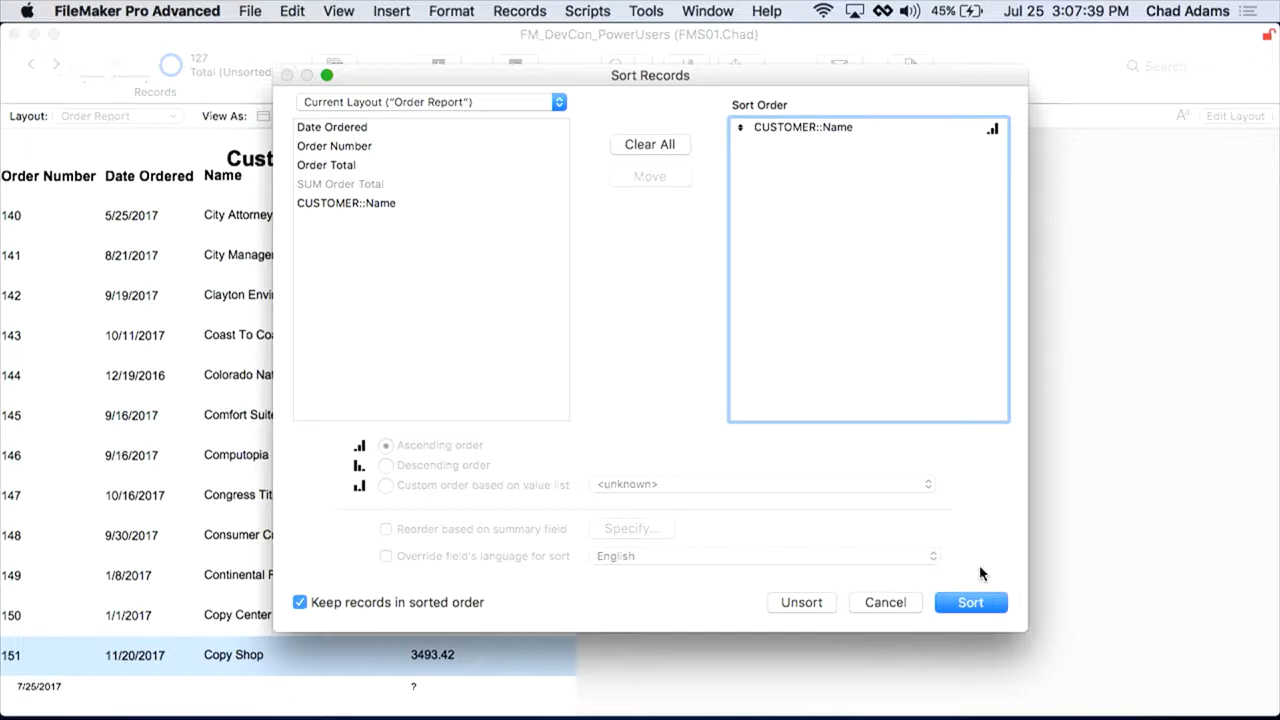 FileMaker Pro Advanced File Edit View Insert Format Records Scripts Tools Window Help 45% Jul 25 3:07:39 PM Chad Adams
FM_DevCon_PowerUsers (FMS01.Chad)
127
Total (Unsorted
Records
Search
Layout: Order Report View As: Edit Layout
Sort Records
Current Layout ("Order Report")
Date Ordered
Order Number
Order Total
SUM Order Total
CUSTOMER::Name
Clear All
Move
Sort Order
CUSTOMER::Name
Ascending order
Descending order
Custom order based on value list <unknown>
Reorder based on summary field Specify...
Override field's language for sort English
Keep records in sorted order
Unsort Cancel Sort
Cust
Order Number Date Ordered Name
140 5/25/2017 City Attorney
141 8/21/2017 City Manage
142 9/19/2017 Clayton Envi
143 10/11/2017 Coast To Co
144 12/19/2016 Colorado Nat
145 9/16/2017 Comfort Suite
146 9/16/2017 Computopia
147 10/16/2017 Congress Tit
148 9/30/2017 Consumer C
149 1/8/2017 Continental F
150 1/1/2017 Copy Center
151 11/20/2017 Copy Shop 3493.42
7/25/2017 ?